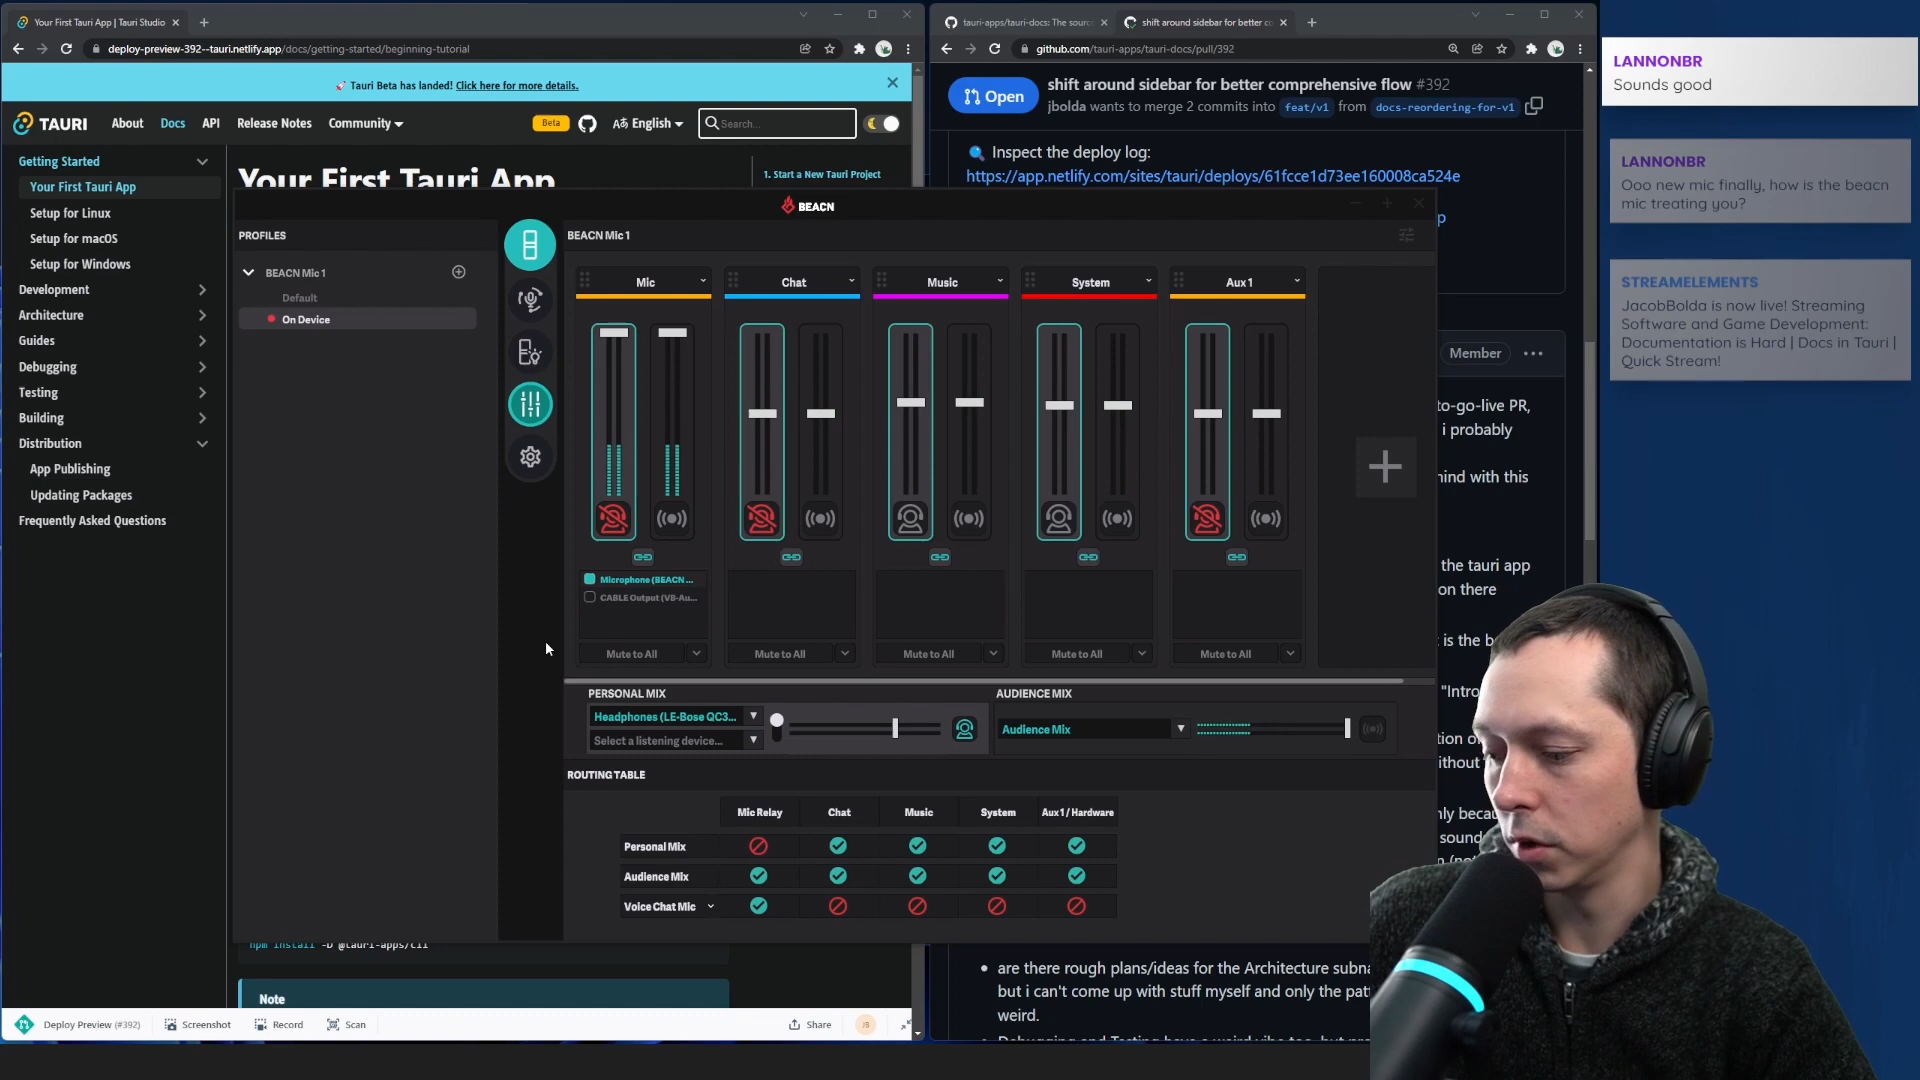 Your First Tauri App | Tauri Studio
deploy-preview-392--tauri.netlify.app/docs/getting-started/beginning-tutorial
🚀 Tauri Beta has landed! Click here for more details.
TAURI
About
Docs
API
Release Notes
Community
Beta
English
Search...
Getting Started
Your First Tauri App
Setup for Linux
Setup for macOS
Setup for Windows
Development
Architecture
Guides
Debugging
Testing
Building
Distribution
App Publishing
Updating Packages
Frequently Asked Questions
Your First Tauri App
1. Start a New Tauri Project
npm install -D @tauri-apps/cli
Note
Deploy Preview (#392)
Screenshot
Record
Scan
Share
JB
tauri-apps/tauri-docs: The sourc
shift around sidebar for better co
github.com/tauri-apps/tauri-docs/pull/392
Open
shift around sidebar for better comprehensive flow #392
jbolda wants to merge 2 commits into feat/v1 from docs-reordering-for-v1
Inspect the deploy log:
https://app.netlify.com/sites/tauri/deploys/61fcce1d73ee160008ca524e
Member
to-go-live PR,
i probably
ind with this
the tauri app
on there
"Intro
ithout
are there rough plans/ideas for the Architecture subna
but i can't come up with stuff myself and only the pat
weird.
BEACN
PROFILES
BEACN Mic 1
Default
On Device
BEACN Mic 1
Mic
Chat
Music
System
Aux 1
Microphone (BEACN ...
CABLE Output (VB-Au...
Mute to All
Mute to All
Mute to All
Mute to All
Mute to All
PERSONAL MIX
Headphones (LE-Bose QC3...
Select a listening device...
AUDIENCE MIX
Audience Mix
ROUTING TABLE
Mic Relay Chat Music System Aux 1 / Hardware
Personal Mix
Audience Mix
Voice Chat Mic
LANNONBR
Sounds good
LANNONBR
Ooo new mic finally, how is the beacn
mic treating you?
STREAMELEMENTS
JacobBolda is now live! Streaming
Software and Game Development:
Documentation is Hard | Docs in Tauri |
Quick Stream!